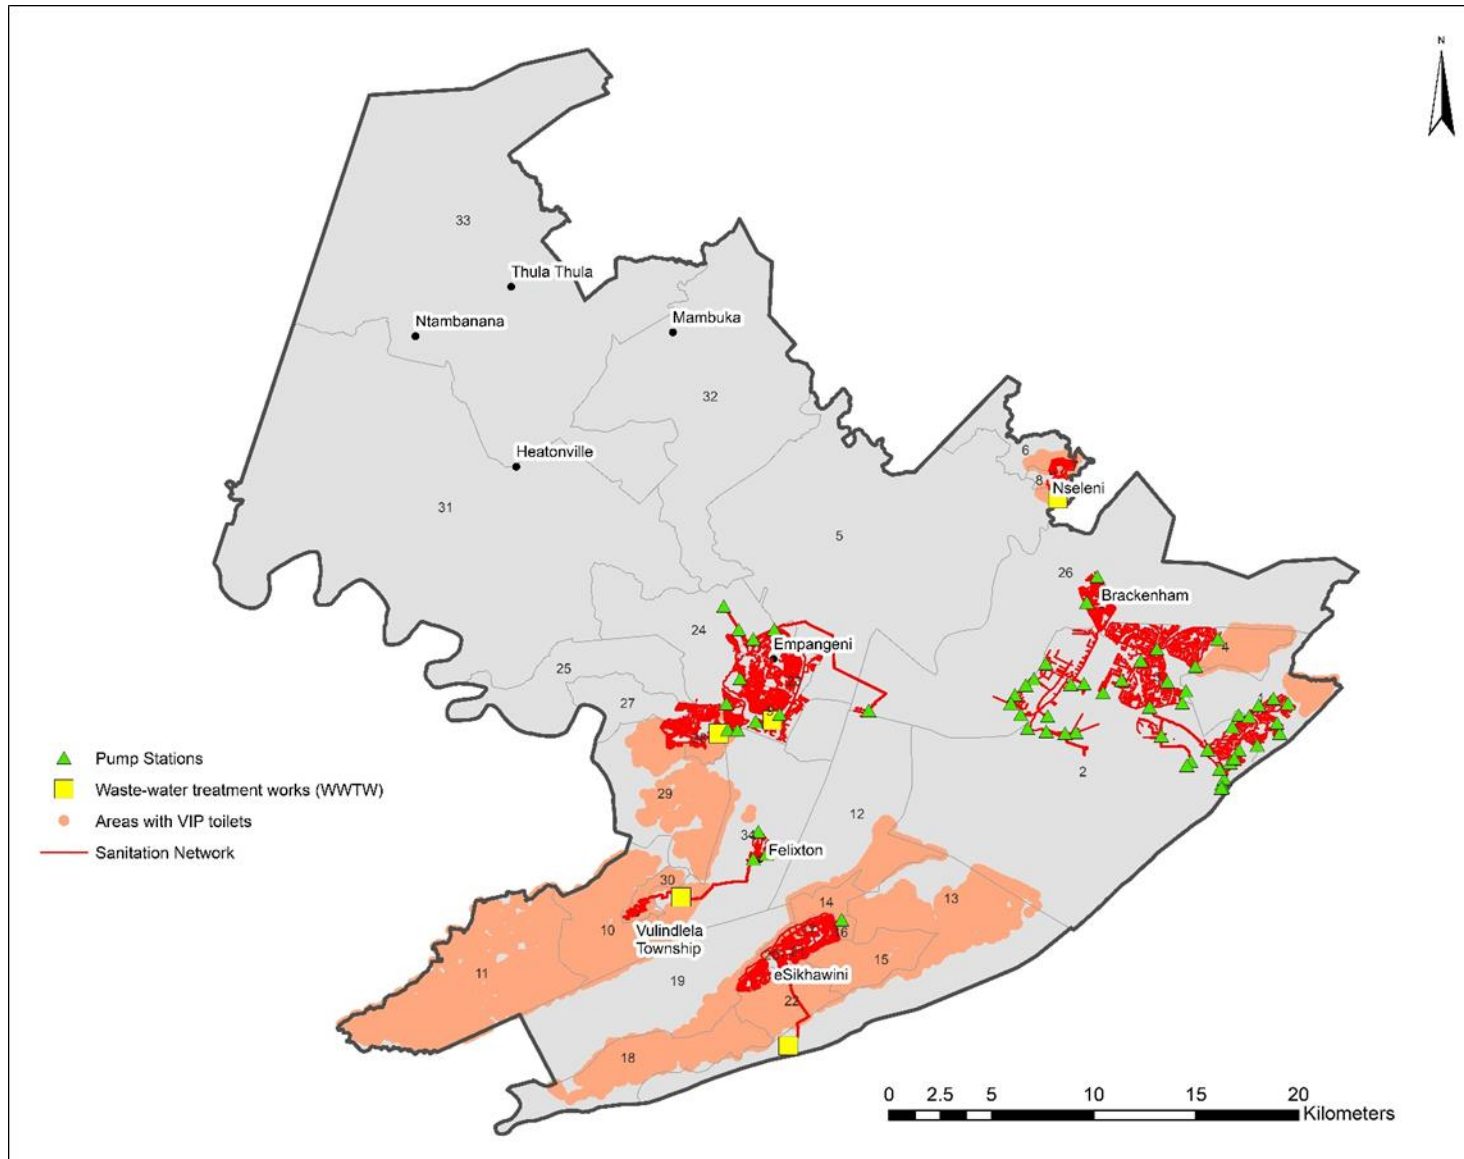 N
33
Thula Thula
Ntambanana
Mambuka
32
Heatonville
6
8
Nseleni
31
5
26
Brackenham
24
Empangeni
4
25
27
1
9
2
Pump Stations
Waste-water treatment works (WWTW)
Areas with VIP toilets
Sanitation Network
29
12
34
Felixton
30
14
13
10
Vulindlela
Township
16
15
11
19
eSikhawini
22
18
0 2.5 5 10 15 20
Kilometers